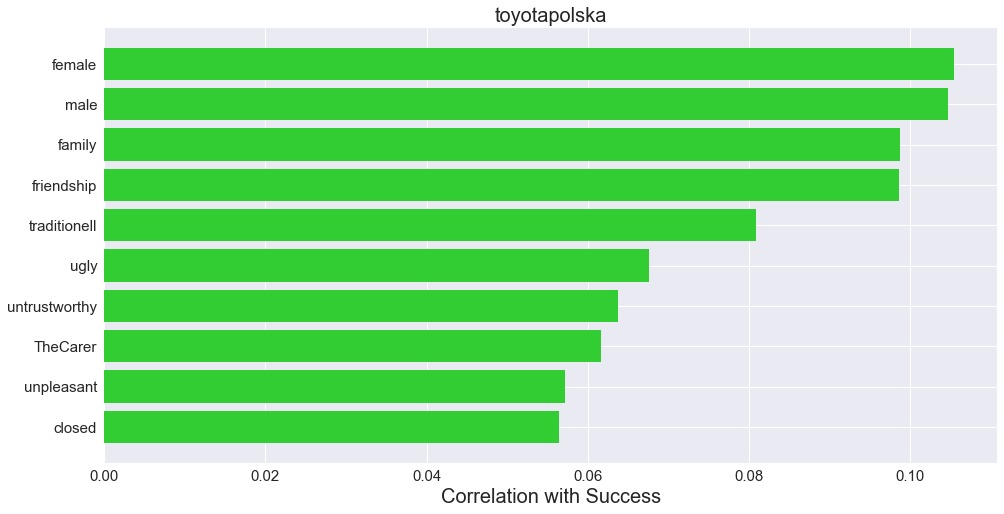 toyotapolska
female
male
family
friendship
traditionell
ugly
untrustworthy
TheCarer
unpleasant
closed
0.00 0.02 0.04 0.06 0.08 0.10
Correlation with Success